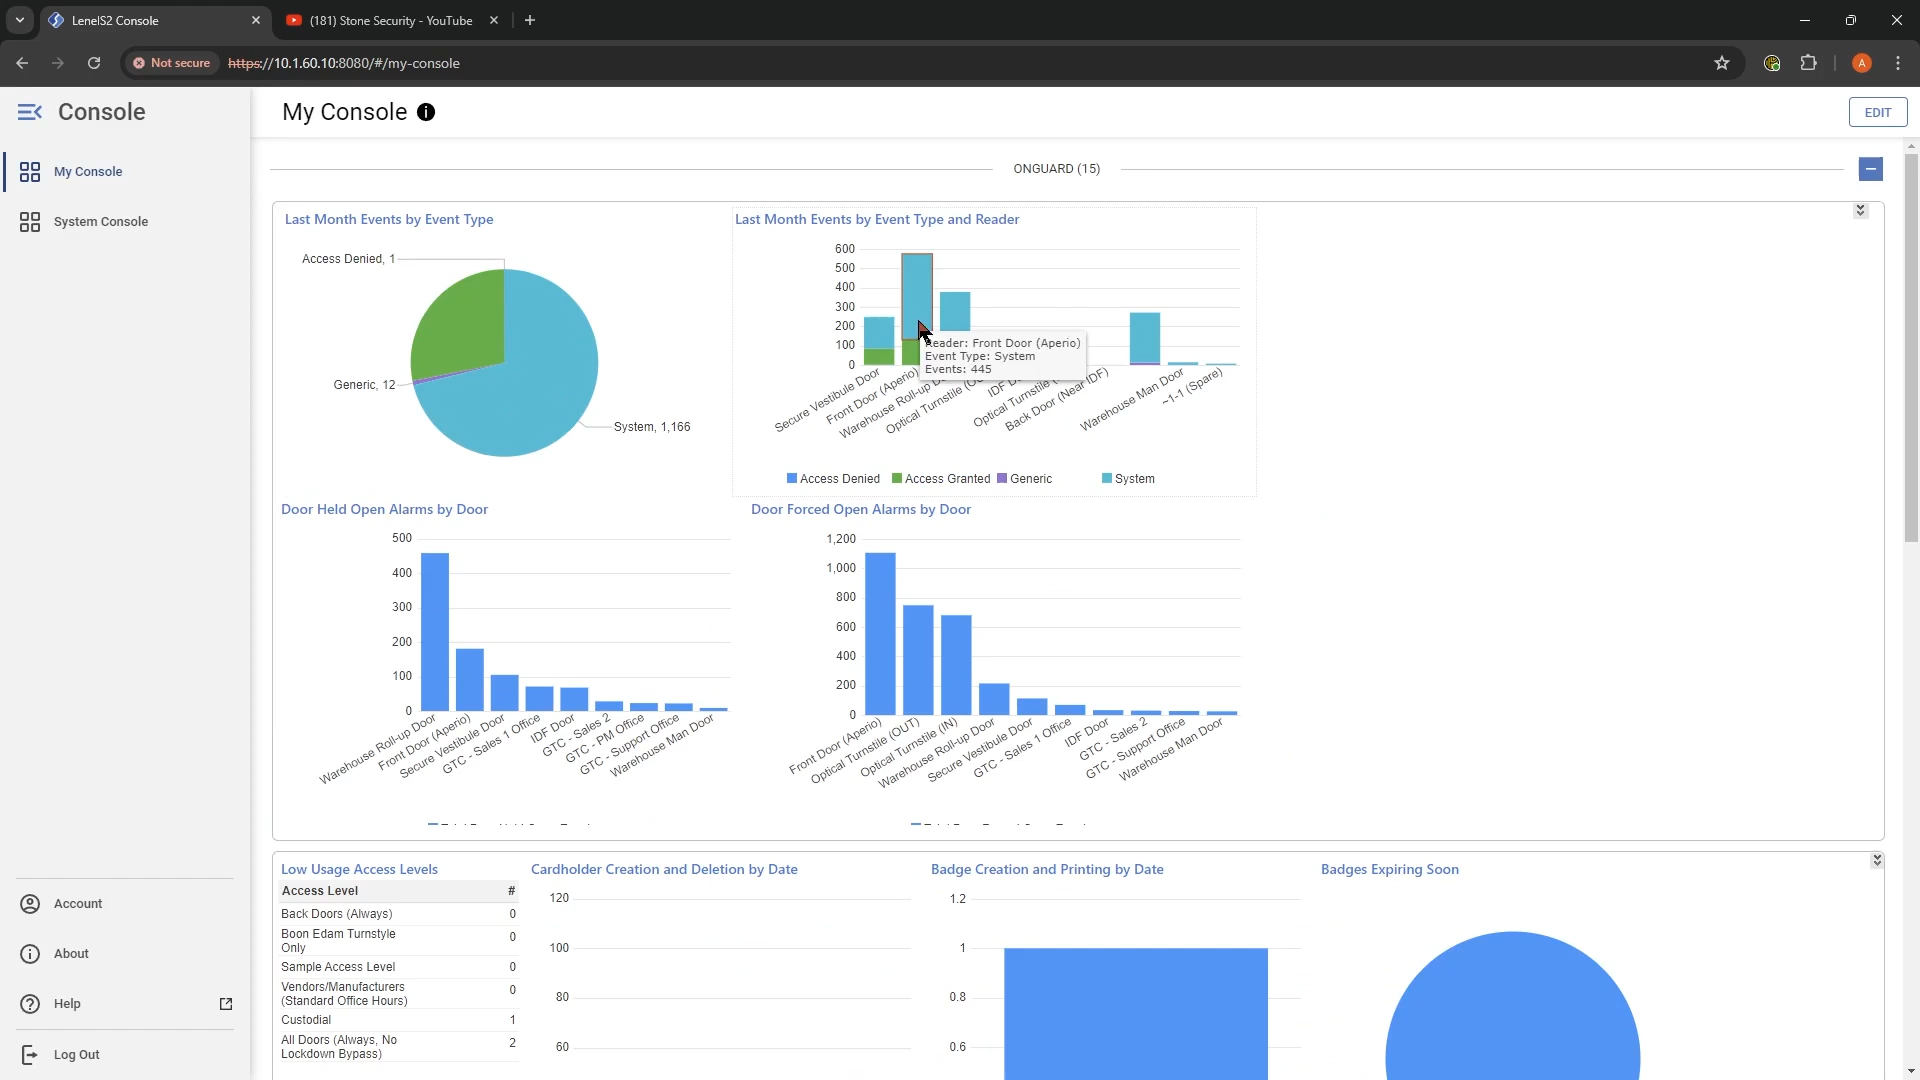 LenelS2 Console
(181) Stone Security - YouTube
Not secure
https://10.1.60.10:8080/#/my-console
A
Console
My Console
EDIT
My Console
System Console
ONGUARD (15)
Last Month Events by Event Type
Access Denied, 1
Generic, 12
System, 1,166
Last Month Events by Event Type and Reader
600
500
400
300
200
100
0
Reader: Front Door (Aperio)
Event Type: System
Events: 445
Secure Vestibule Door
Front Door (Aperio)
Warehouse Roll-up
Optical Turnstile
IDF
Optical Turnstile
Back Door (Near IDF)
Warehouse Man Door
~1-1 (Spare)
Access Denied
Access Granted
Generic
System
Door Held Open Alarms by Door
500
400
300
200
100
0
Warehouse Roll-up Door
Front Door (Aperio)
Secure Vestibule Door
GTC - Sales 1 Office
IDF Door
GTC - Sales 2
GTC - PM Office
GTC - Support Office
Warehouse Man Door
Door Forced Open Alarms by Door
1,200
1,000
800
600
400
200
0
Front Door (Aperio)
Optical Turnstile (OUT)
Optical Turnstile (IN)
Warehouse Roll-up Door
Secure Vestibule Door
GTC - Sales 1 Office
IDF Door
GTC - Sales 2
GTC - Support Office
Warehouse Man Door
Low Usage Access Levels
Access Level #
Back Doors (Always) 0
Boon Edam Turnstyle 0
Only
Sample Access Level 0
Vendors/Manufacturers 0
(Standard Office Hours)
Custodial 1
All Doors (Always, No 2
Lockdown Bypass)
Cardholder Creation and Deletion by Date
120
100
80
60
Badge Creation and Printing by Date
1.2
1
0.8
0.6
Badges Expiring Soon
Account
About
Help
Log Out